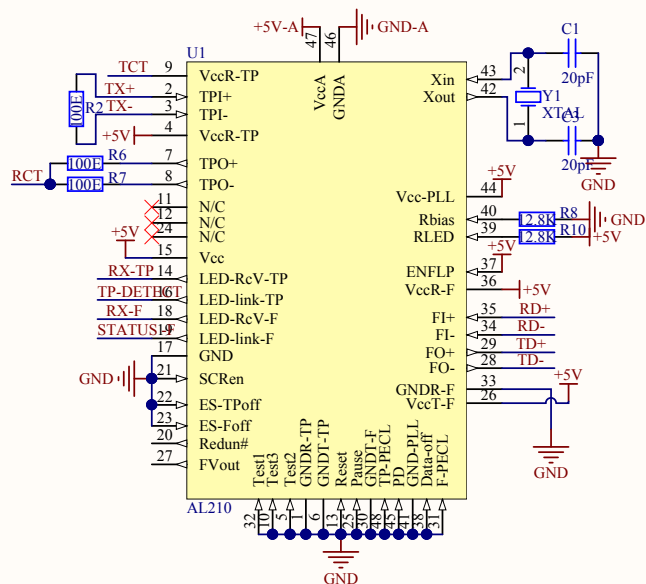 +5V-A
47
46
GND-A
U1
C1
20pF
VccA
GNDA
TCT
9
VccR-TP
TX+
2
TPI+
TX-
3
TPI-
100E
R2
+5V
4
VccR-TP
RCT
100E
R6
7
TPO+
100E
R7
8
TPO-
11
N/C
12
N/C
24
N/C
+5V
15
Vcc
RX-TP
14
LED-RcV-TP
TP-DETECT
16
LED-link-TP
RX-F
18
LED-RcV-F
STATUS-F
19
LED-link-F
17
GND
GND
21
SCRen
22
ES-TPoff
23
ES-Foff
20
Redun#
27
FVout
Xin
43
Xout
42
2
Y1
XTAL
1
C3
20pF
GND
Vcc-PLL
44
+5V
Rbias
40
12.8K
R8
GND
RLED
39
12.8K
R10
+5V
+5V
ENFLP
37
VccR-F
36
+5V
FI+
35
RD+
FI-
34
RD-
FO+
29
TD+
FO-
28
TD-
GNDR-F
33
VccT-F
26
+5V
GND
Test1
Test3
Test2
GNDR-TP
GNDT-TP
Reset
Pause
GNDT-F
TP-PECL
PD
GND-PLL
Data-off
F-PECL
AL210
32
10
5
1
6
13
25
30
48
45
41
38
31
GND